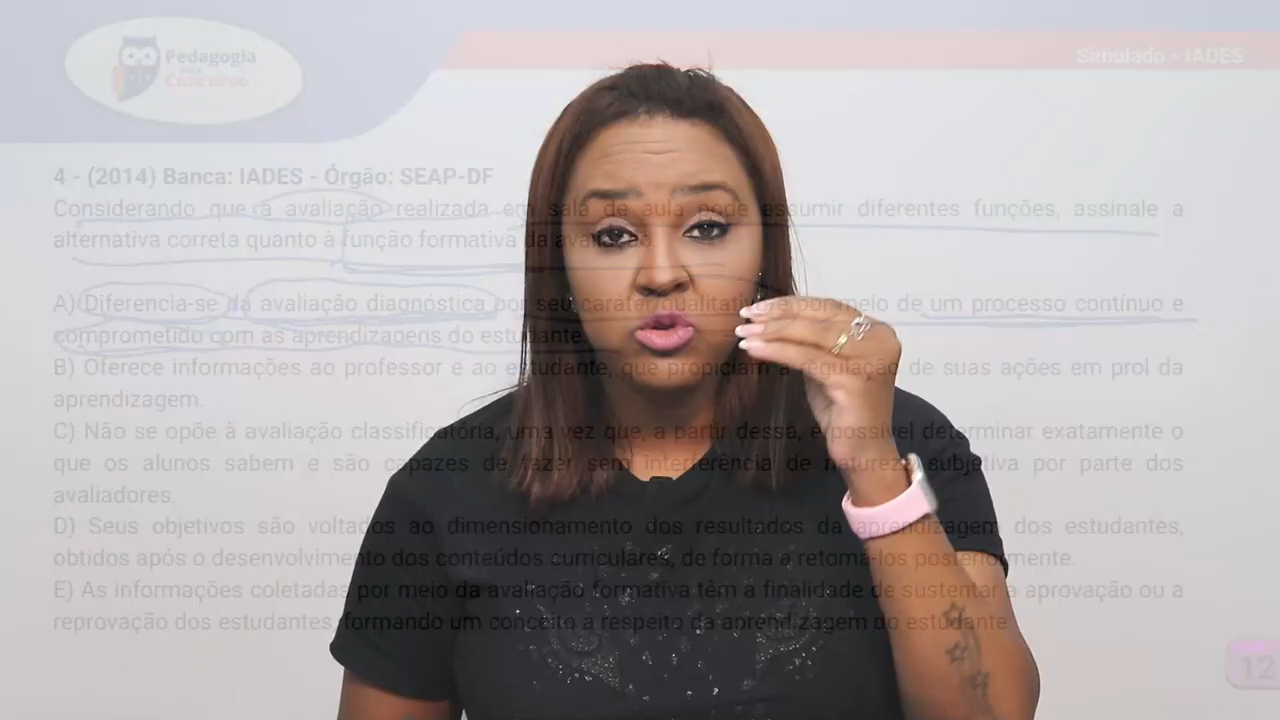 Pedagogia
Concurso
Simulado - IADES
4 - (2014) Banca: IADES - Órgão: SEAP-DF
Considerando que a avaliação realizada em sala de aula pode assumir diferentes funções, assinale a
alternativa correta quanto à função formativa da avaliação.
A) Diferencia-se da avaliação diagnóstica por seu caráter qualitativo e por meio de um processo contínuo e
comprometido com as aprendizagens do estudante.
B) Oferece informações ao professor e ao estudante, que propiciam a regulação de suas ações em prol da
aprendizagem.
C) Não se opõe à avaliação classificatória, uma vez que, a partir dessa, é possível determinar exatamente o
que os alunos sabem e são capazes de fazer sem interferência de natureza subjetiva por parte dos
avaliadores.
D) Seus objetivos são voltados ao dimensionamento dos resultados da aprendizagem dos estudantes,
obtidos após o desenvolvimento dos conteúdos curriculares, de forma a retomá-los posteriormente.
E) As informações coletadas por meio da avaliação formativa têm a finalidade de sustentar a aprovação ou a
reprovação dos estudantes, formando um conceito a respeito da aprendizagem do estudante.
12